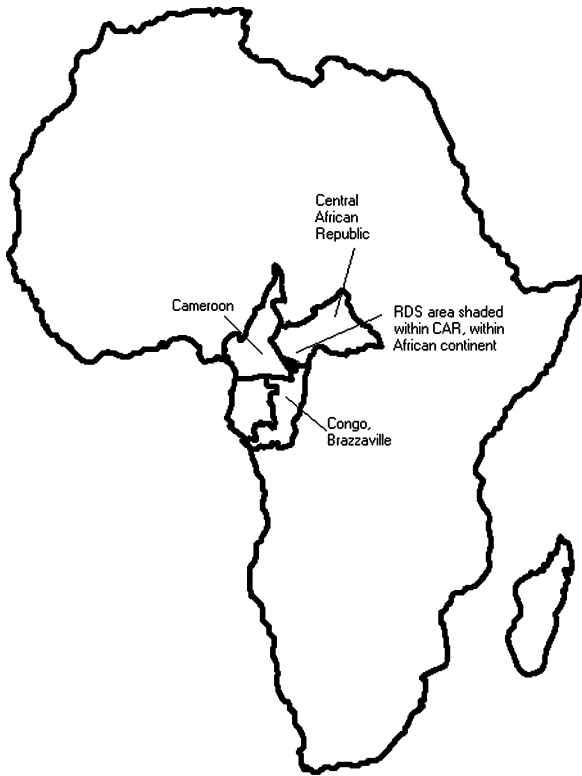 Central
African
Republic
Cameroon
RDS area shaded
within CAR, within
African continent
Congo,
Brazzaville